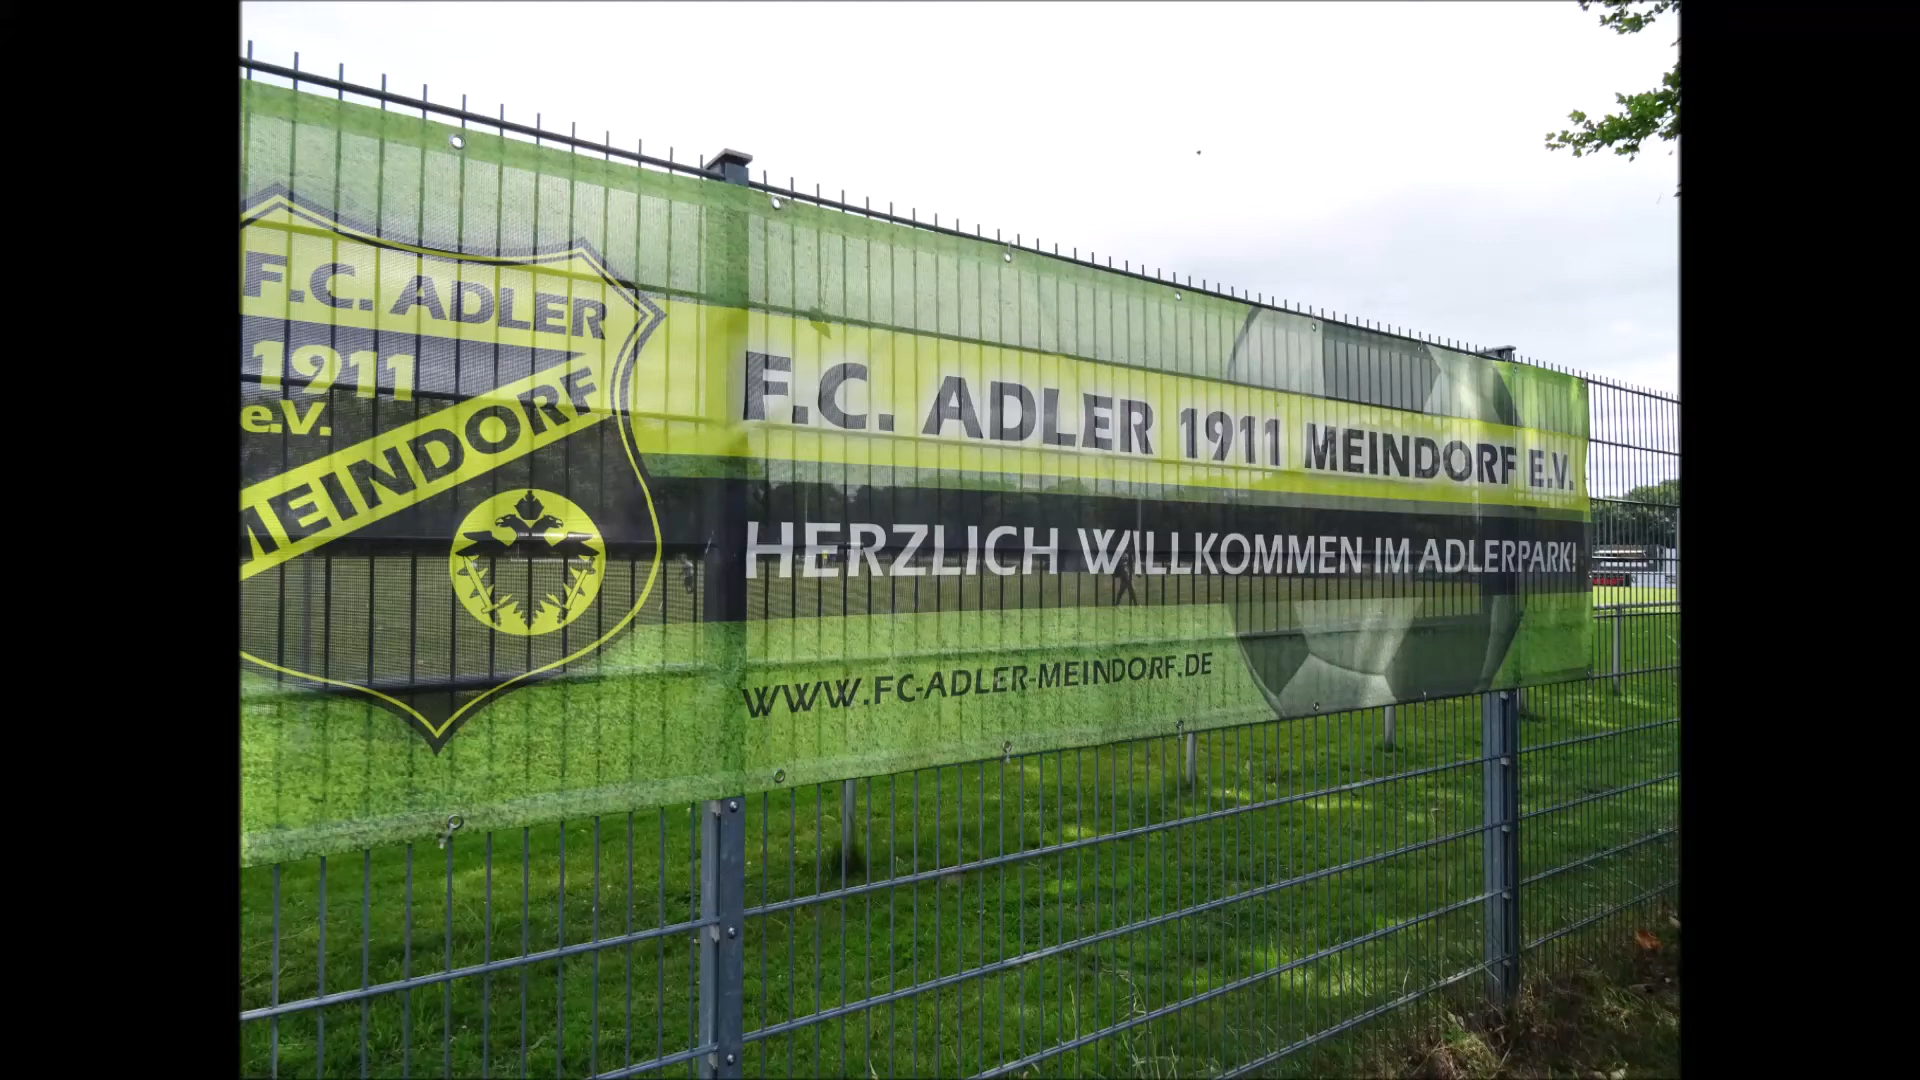 F.C. ADLER
1911
e.V.
MEINDORF
F.C. ADLER 1911 MEINDORF E.V.
HERZLICH WILLKOMMEN IM ADLERPARK!
WWW.FC-ADLER-MEINDORF.DE